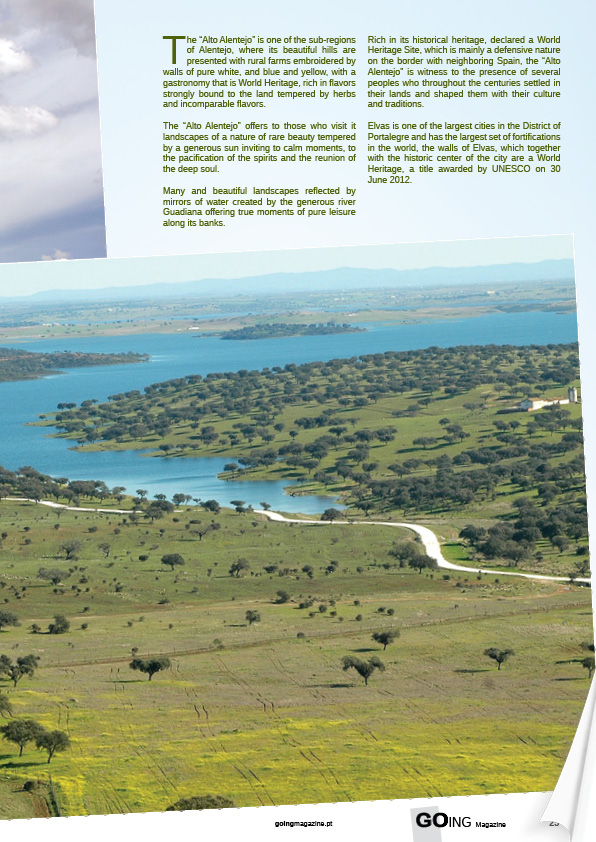 The “Alto Alentejo” is one of the sub-regions
of Alentejo, where its beautiful hills are
presented with rural farms embroidered by
walls of pure white, and blue and yellow, with a
gastronomy that is World Heritage, rich in flavors
strongly bound to the land tempered by herbs
and incomparable flavors.
The “Alto Alentejo” offers to those who visit it
landscapes of a nature of rare beauty tempered
by a generous sun inviting to calm moments, to
the pacification of the spirits and the reunion of
the deep soul.
Many and beautiful landscapes reflected by
mirrors of water created by the generous river
Guadiana offering true moments of pure leisure
along its banks.
Rich in its historical heritage, declared a World
Heritage Site, which is mainly a defensive nature
on the border with neighboring Spain, the “Alto
Alentejo” is witness to the presence of several
peoples who throughout the centuries settled in
their lands and shaped them with their culture
and traditions.
Elvas is one of the largest cities in the District of
Portalegre and has the largest set of fortifications
in the world, the walls of Elvas, which together
with the historic center of the city are a World
Heritage, a title awarded by UNESCO on 30
June 2012.
goingmagazine.pt
GOING Magazine